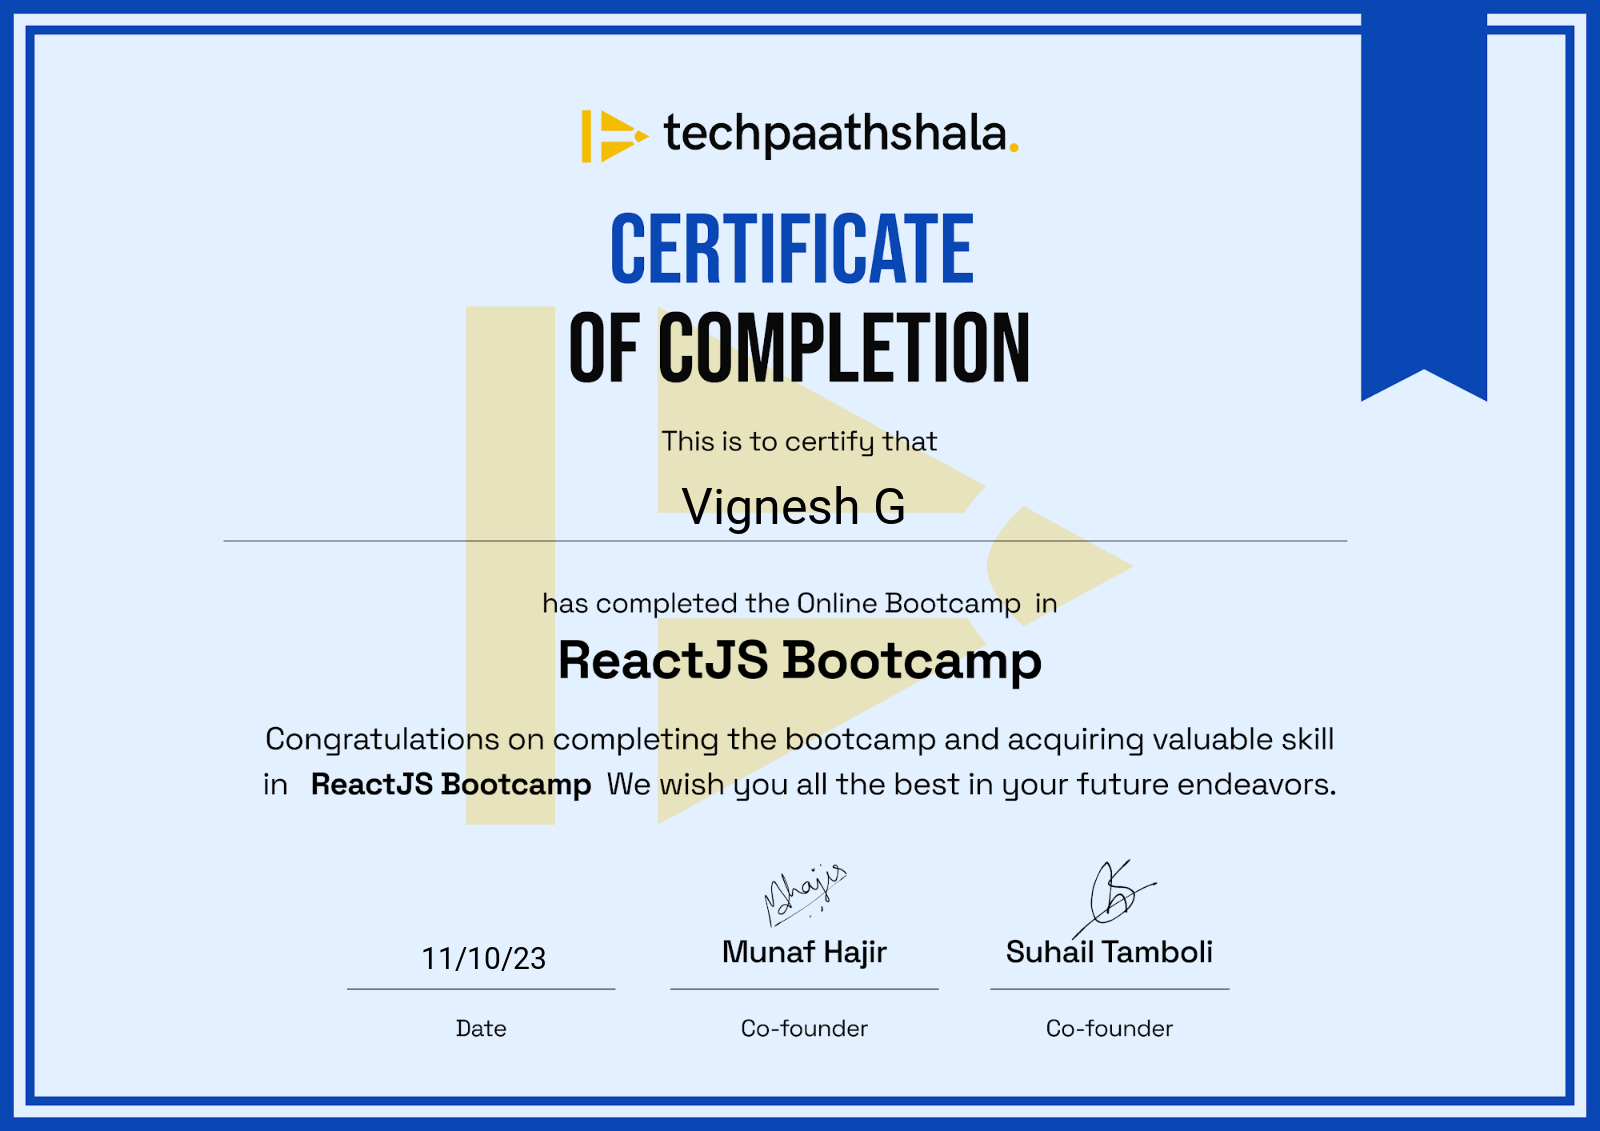 techpaathshala.
CERTIFICATE
OF COMPLETION
This is to certify that
Vignesh G
has completed the Online Bootcamp in
ReactJS Bootcamp
Congratulations on completing the bootcamp and acquiring valuable skill
in ReactJS Bootcamp We wish you all the best in your future endeavors.
11/10/23
Munaf Hajir
Suhail Tamboli
Date
Co-founder
Co-founder